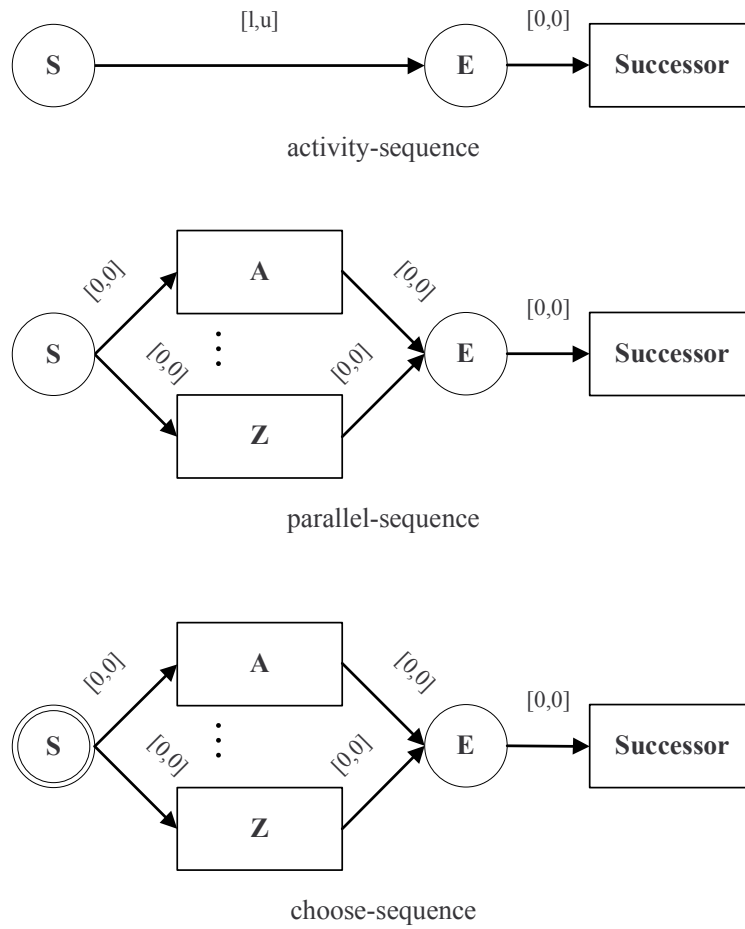 [l,u] [0,0]
S E Successor
activity-sequence
[0,0] A [0,0] [0,0]
S E Successor
[0,0] Z [0,0]
parallel-sequence
[0,0] A [0,0] [0,0]
S E Successor
[0,0] Z [0,0]
choose-sequence